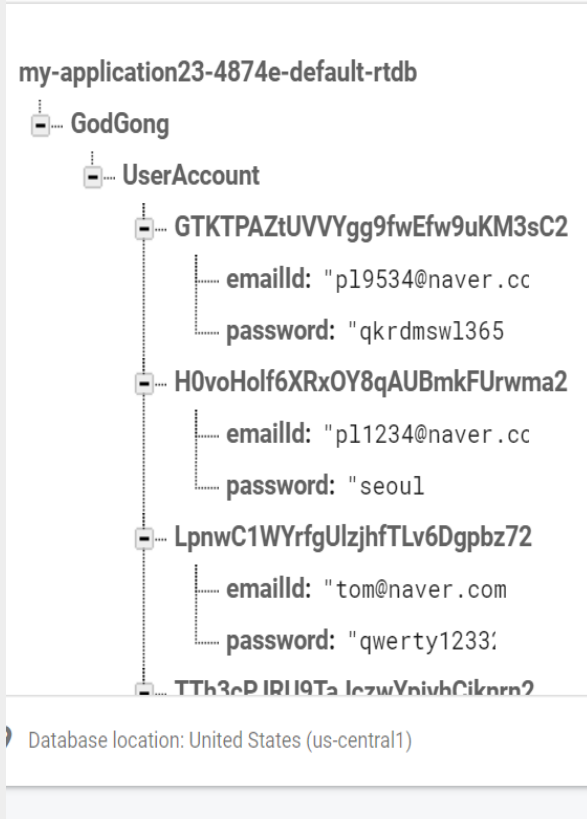 my-application23-4874e-default-rtdb
GodGong
UserAccount
GTKTPAZtUVVYgg9fwEfw9uKM3sC2
emailId: "pl9534@naver.cc
password: "qkrdmswl365
H0voHolf6XRxOY8qAUBmkFUrwma2
emailId: "pl1234@naver.cc
password: "seoul
LpnwC1WYrfgUlzjhfTLv6Dgpbz72
emailId: "tom@naver.com
password: "qwerty1233
Database location: United States (us-central1)